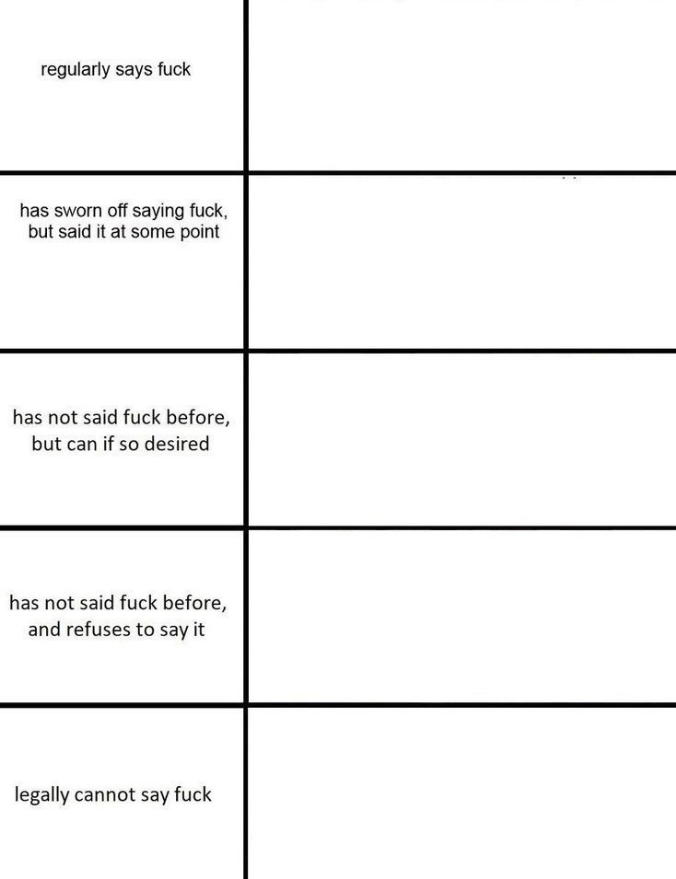 regularly says fuck
has sworn off saying fuck,
but said it at some point
has not said fuck before,
but can if so desired
has not said fuck before,
and refuses to say it
legally cannot say fuck